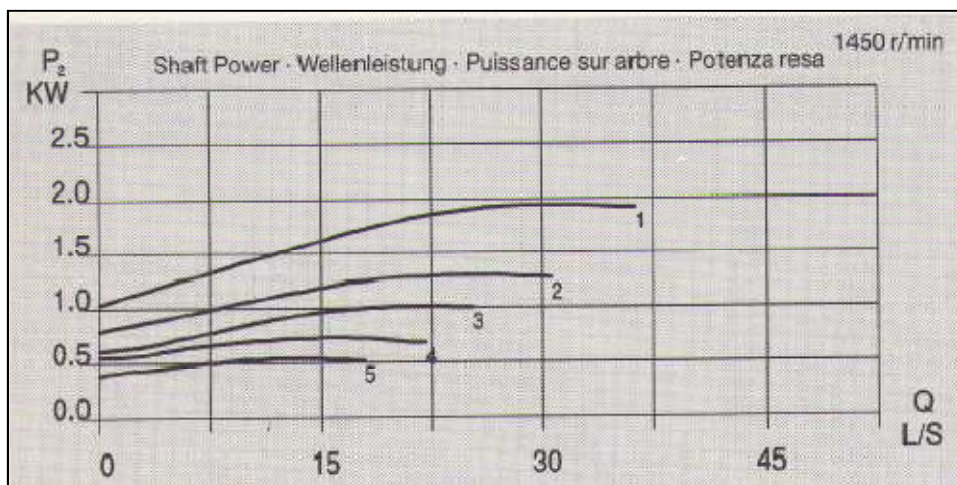 1450 r/min
P2
KW
Shaft Power · Wellenleistung · Puissance sur arbre · Potenza resa
2.5
2.0
1.5
1.0
0.5
0.0
1
2
3
4
5
Q
L/S
0
15
30
45